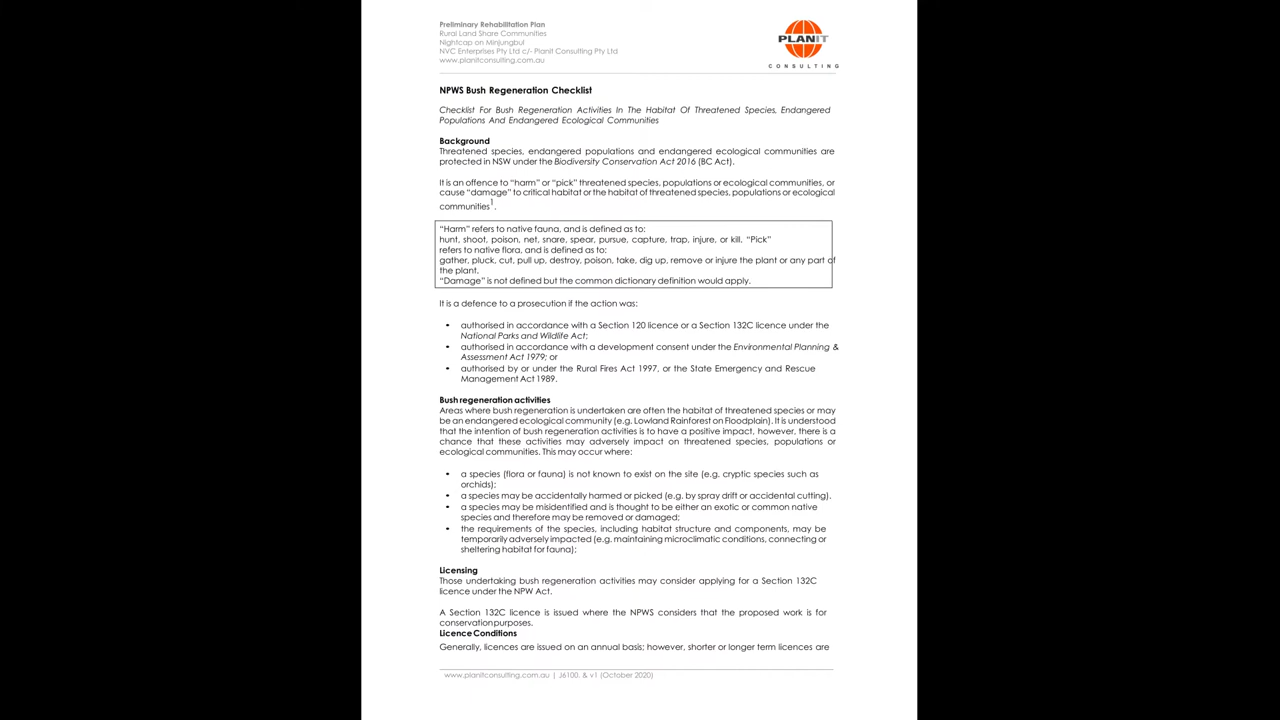 Preliminary Rehabilitation Plan
Rural Land Share Communities
Nightcap on Minjungbul
NVC Enterprises Pty Ltd c/- Planit Consulting Pty Ltd
www.planitconsulting.com.au
PLANIT
CONSULTING
NPWS Bush Regeneration Checklist
Checklist For Bush Regeneration Activities In The Habitat Of Threatened Species, Endangered
Populations And Endangered Ecological Communities
Background
Threatened species, endangered populations and endangered ecological communities are
protected in NSW under the Biodiversity Conservation Act 2016 (BC Act).
It is an offence to “harm” or “pick” threatened species, populations or ecological communities, or
cause “damage” to critical habitat or the habitat of threatened species, populations or ecological
communities1.
“Harm” refers to native fauna, and is defined as to:
hunt, shoot, poison, net, snare, spear, pursue, capture, trap, injure, or kill. “Pick”
refers to native flora, and is defined as to:
gather, pluck, cut, pull up, destroy, poison, take, dig up, remove or injure the plant or any part of
the plant.
“Damage” is not defined but the common dictionary definition would apply.
It is a defence to a prosecution if the action was:
• authorised in accordance with a Section 120 licence or a Section 132C licence under the
National Parks and Wildlife Act;
• authorised in accordance with a development consent under the Environmental Planning &
Assessment Act 1979; or
• authorised by or under the Rural Fires Act 1997, or the State Emergency and Rescue
Management Act 1989.
Bush regeneration activities
Areas where bush regeneration is undertaken are often the habitat of threatened species or may
be an endangered ecological community (e.g. Lowland Rainforest on Floodplain). It is understood
that the intention of bush regeneration activities is to have a positive impact, however, there is a
chance that these activities may adversely impact on threatened species, populations or
ecological communities. This may occur where:
• a species (flora or fauna) is not known to exist on the site (e.g. cryptic species such as
orchids);
• a species may be accidentally harmed or picked (e.g. by spray drift or accidental cutting).
• a species may be misidentified and is thought to be either an exotic or common native
species and therefore may be removed or damaged;
• the requirements of the species, including habitat structure and components, may be
temporarily adversely impacted (e.g. maintaining microclimatic conditions, connecting or
sheltering habitat for fauna);
Licensing
Those undertaking bush regeneration activities may consider applying for a Section 132C
licence under the NPW Act.
A Section 132C licence is issued where the NPWS considers that the proposed work is for
conservationpurposes.
Licence Conditions
Generally, licences are issued on an annual basis; however, shorter or longer term licences are
www.planitconsulting.com.au | J6100. & v1 (October 2020)